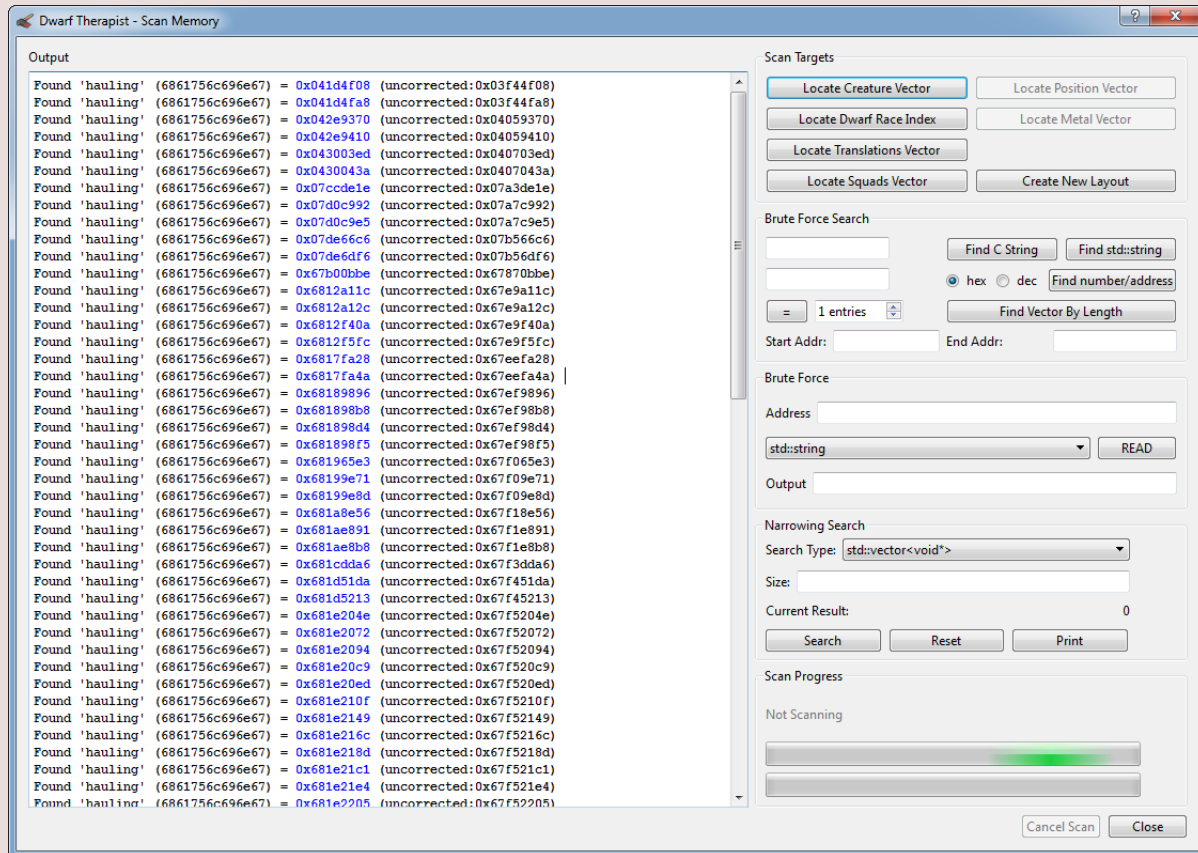 Dwarf Therapist - Scan Memory
Output
Found 'hauling' (6861756c696e67) = 0x041d4f08 (uncorrected:0x03f44f08)
Found 'hauling' (6861756c696e67) = 0x041d4fa8 (uncorrected:0x03f44fa8)
Found 'hauling' (6861756c696e67) = 0x042e9370 (uncorrected:0x04059370)
Found 'hauling' (6861756c696e67) = 0x042e9410 (uncorrected:0x04059410)
Found 'hauling' (6861756c696e67) = 0x043003ed (uncorrected:0x040703ed)
Found 'hauling' (6861756c696e67) = 0x0430043a (uncorrected:0x0407043a)
Found 'hauling' (6861756c696e67) = 0x07ccde1e (uncorrected:0x07a3de1e)
Found 'hauling' (6861756c696e67) = 0x07d0c992 (uncorrected:0x07a7c992)
Found 'hauling' (6861756c696e67) = 0x07d0c9e5 (uncorrected:0x07a7c9e5)
Found 'hauling' (6861756c696e67) = 0x07de66c6 (uncorrected:0x07b566c6)
Found 'hauling' (6861756c696e67) = 0x07de6df6 (uncorrected:0x07b56df6)
Found 'hauling' (6861756c696e67) = 0x67b00bbe (uncorrected:0x67870bbe)
Found 'hauling' (6861756c696e67) = 0x6812a11c (uncorrected:0x67e9a11c)
Found 'hauling' (6861756c696e67) = 0x6812a12c (uncorrected:0x67e9a12c)
Found 'hauling' (6861756c696e67) = 0x6812f40a (uncorrected:0x67e9f40a)
Found 'hauling' (6861756c696e67) = 0x6812f5fc (uncorrected:0x67e9f5fc)
Found 'hauling' (6861756c696e67) = 0x6817fa28 (uncorrected:0x67eefa28)
Found 'hauling' (6861756c696e67) = 0x6817fa4a (uncorrected:0x67eefa4a)
Found 'hauling' (6861756c696e67) = 0x68189896 (uncorrected:0x67ef9896)
Found 'hauling' (6861756c696e67) = 0x681898b8 (uncorrected:0x67ef98b8)
Found 'hauling' (6861756c696e67) = 0x681898d4 (uncorrected:0x67ef98d4)
Found 'hauling' (6861756c696e67) = 0x681898f5 (uncorrected:0x67ef98f5)
Found 'hauling' (6861756c696e67) = 0x681965e3 (uncorrected:0x67f065e3)
Found 'hauling' (6861756c696e67) = 0x68199e71 (uncorrected:0x67f09e71)
Found 'hauling' (6861756c696e67) = 0x68199e8d (uncorrected:0x67f09e8d)
Found 'hauling' (6861756c696e67) = 0x681a8e56 (uncorrected:0x67f18e56)
Found 'hauling' (6861756c696e67) = 0x681ae891 (uncorrected:0x67f1e891)
Found 'hauling' (6861756c696e67) = 0x681ae8b8 (uncorrected:0x67f1e8b8)
Found 'hauling' (6861756c696e67) = 0x681cdda6 (uncorrected:0x67f3dda6)
Found 'hauling' (6861756c696e67) = 0x681d51da (uncorrected:0x67f451da)
Found 'hauling' (6861756c696e67) = 0x681d5213 (uncorrected:0x67f45213)
Found 'hauling' (6861756c696e67) = 0x681e204e (uncorrected:0x67f5204e)
Found 'hauling' (6861756c696e67) = 0x681e2072 (uncorrected:0x67f52072)
Found 'hauling' (6861756c696e67) = 0x681e2094 (uncorrected:0x67f52094)
Found 'hauling' (6861756c696e67) = 0x681e20c9 (uncorrected:0x67f520c9)
Found 'hauling' (6861756c696e67) = 0x681e20ed (uncorrected:0x67f520ed)
Found 'hauling' (6861756c696e67) = 0x681e210f (uncorrected:0x67f5210f)
Found 'hauling' (6861756c696e67) = 0x681e2149 (uncorrected:0x67f52149)
Found 'hauling' (6861756c696e67) = 0x681e216c (uncorrected:0x67f5216c)
Found 'hauling' (6861756c696e67) = 0x681e218d (uncorrected:0x67f5218d)
Found 'hauling' (6861756c696e67) = 0x681e21c1 (uncorrected:0x67f521c1)
Found 'hauling' (6861756c696e67) = 0x681e21e4 (uncorrected:0x67f521e4)
Found 'hauling' (6861756c696e67) = 0x681e2205 (uncorrected:0x67f52205)
Scan Targets
Locate Creature Vector Locate Position Vector
Locate Dwarf Race Index Locate Metal Vector
Locate Translations Vector
Locate Squads Vector Create New Layout
Brute Force Search
Find C String Find std::string
hex dec Find number/address
= 1 entries Find Vector By Length
Start Addr: End Addr:
Brute Force
Address
std::string READ
Output
Narrowing Search
Search Type: std::vector<void*>
Size:
Current Result: 0
Search Reset Print
Scan Progress
Not Scanning
Cancel Scan Close